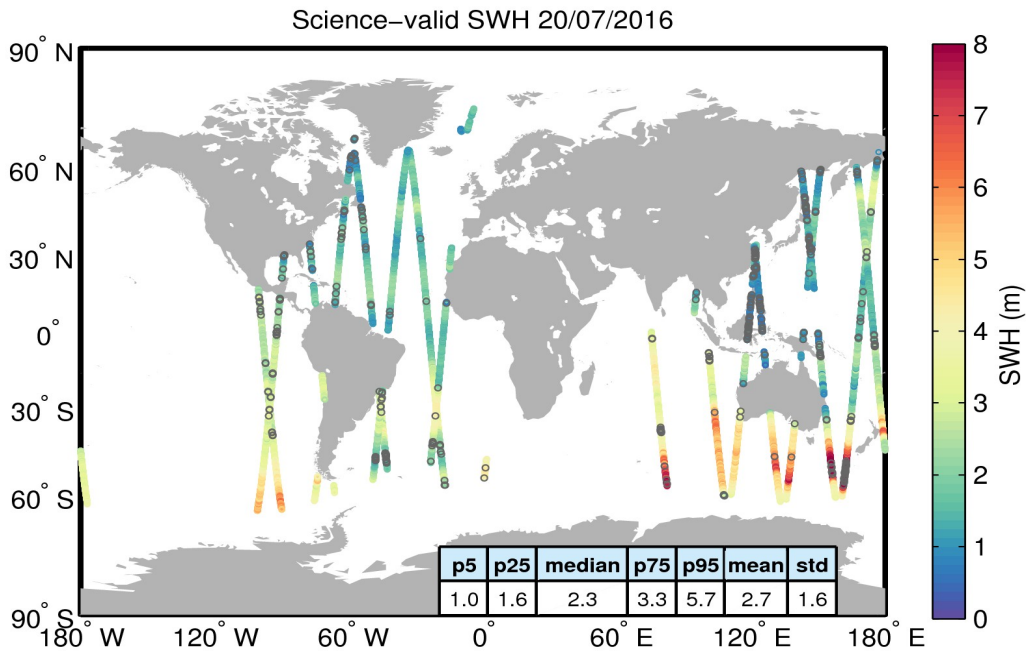 Science−valid SWH 20/07/2016
90° N
60° N
30° N
0°
30° S
60° S
90° S
180° W
120° W
60° W
0°
60° E
120° E
180° E
p5 p25 median p75 p95 mean std
1.0 1.6 2.3 3.3 5.7 2.7 1.6
8
7
6
5
4
3
2
1
0
SWH (m)